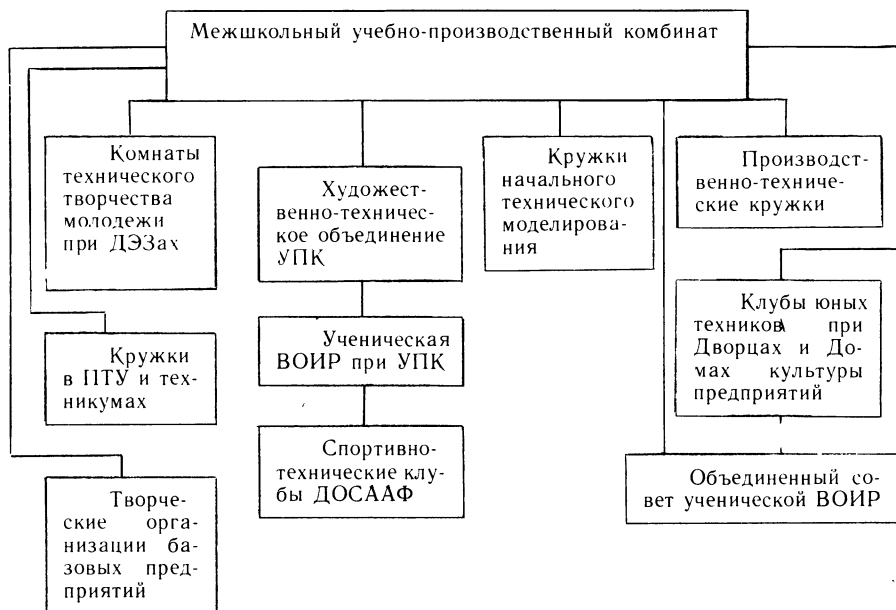 Межшкольный учебно-производственный комбинат
Комнаты
технического
творчества
молодежи
при ДЭЗах
Художест-
венно-техничес-
кое объединение
УПК
Кружки
начального
технического
моделирова-
ния
Производст-
венно-техниче-
ские кружки
Кружки
в ПТУ и тех-
никумах
Ученическая
ВОИР при УПК
Клубы юных
техников при
Дворцах и До-
мах культуры
предприятий
Творче-
ские орга-
низации ба-
зовых пред-
приятий
Спортивно-
технические клу-
бы ДОСААФ
Объединенный со-
вет ученической ВОИР